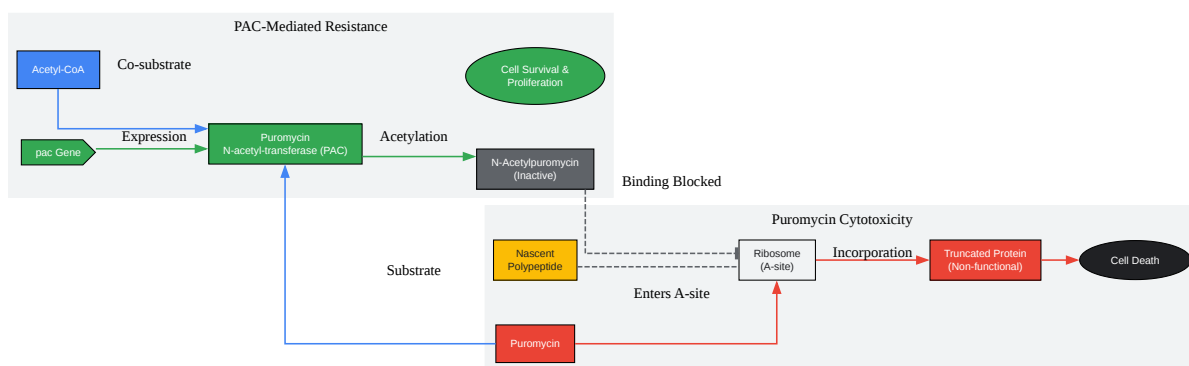 PAC-Mediated Resistance
Acetyl-CoA
Co-substrate
Cell Survival &
Proliferation
pac Gene
Expression
Puromycin
N-acetyl-transferase (PAC)
Acetylation
N-Acetylpuromycin
(Inactive)
Binding Blocked
Puromycin Cytotoxicity
Substrate
Nascent
Polypeptide
Enters A-site
Ribosome
(A-site)
Incorporation
Truncated Protein
(Non-functional)
Cell Death
Puromycin